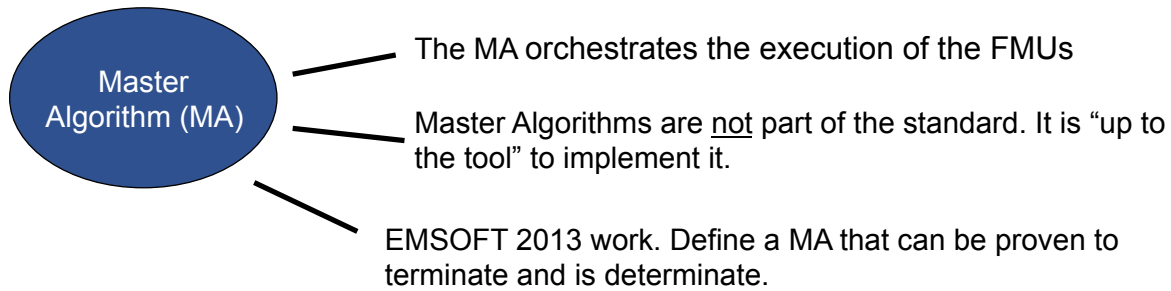 Master
Algorithm (MA)
The MA orchestrates the execution of the FMUs
Master Algorithms are not part of the standard. It is “up to
the tool” to implement it.
EMSOFT 2013 work. Define a MA that can be proven to
terminate and is determinate.